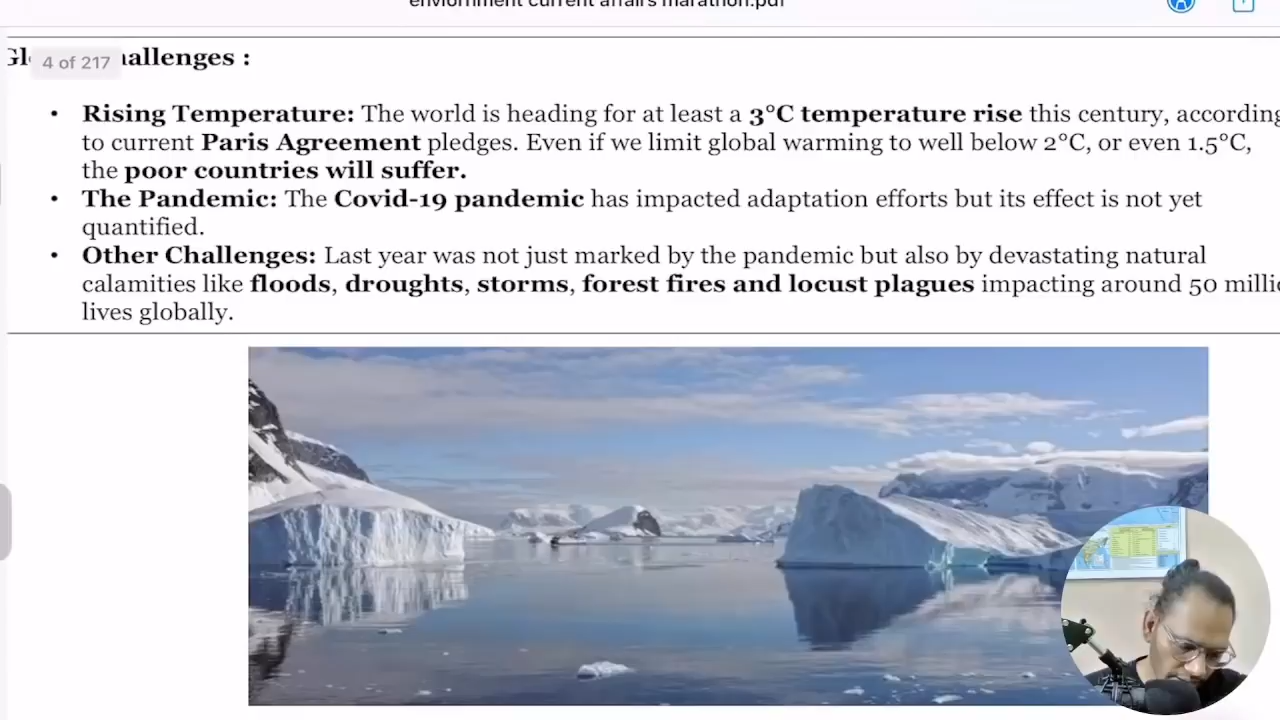 enviornment current affairs marathon.pdf
4 of 217
allenges :
• Rising Temperature: The world is heading for at least a 3°C temperature rise this century, according
to current Paris Agreement pledges. Even if we limit global warming to well below 2°C, or even 1.5°C,
the poor countries will suffer.
• The Pandemic: The Covid-19 pandemic has impacted adaptation efforts but its effect is not yet
quantified.
• Other Challenges: Last year was not just marked by the pandemic but also by devastating natural
calamities like floods, droughts, storms, forest fires and locust plagues impacting around 50 millio
lives globally.